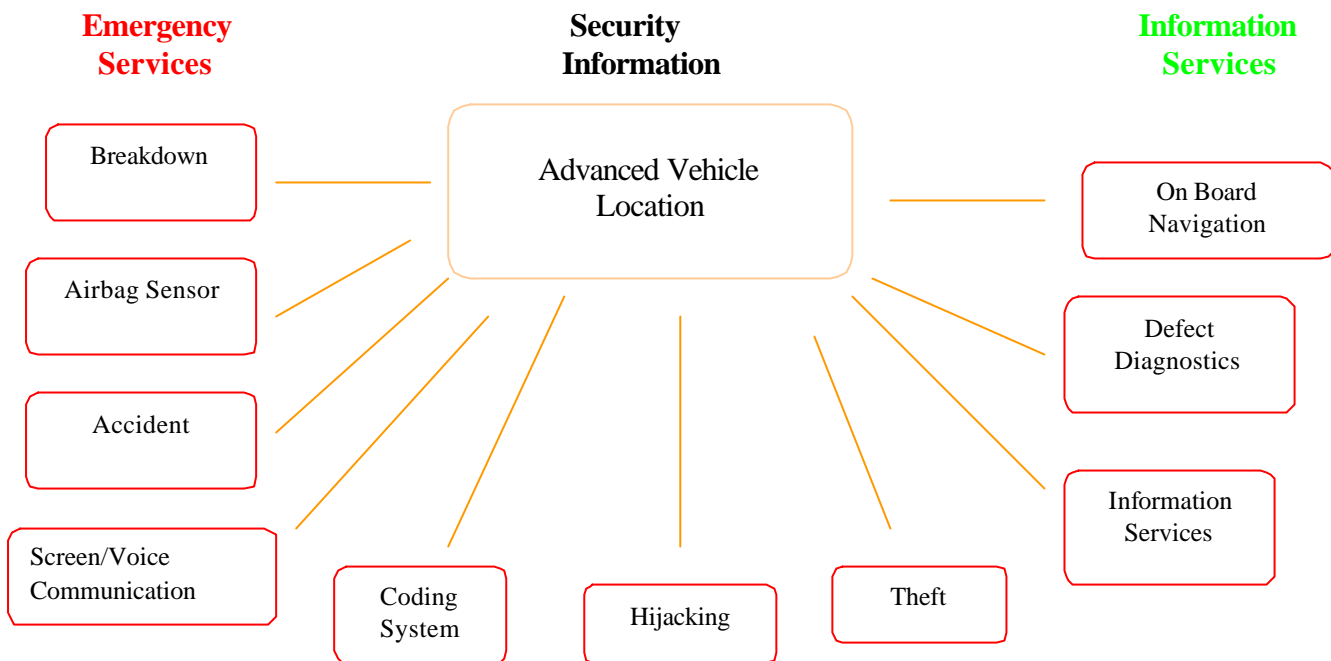 Emergency
Services
Security
Information
Information
Services
Breakdown
Airbag Sensor
Accident
Screen/Voice
Communication
Advanced Vehicle
Location
Coding
System
Hijacking
Theft
On Board
Navigation
Defect
Diagnostics
Information
Services